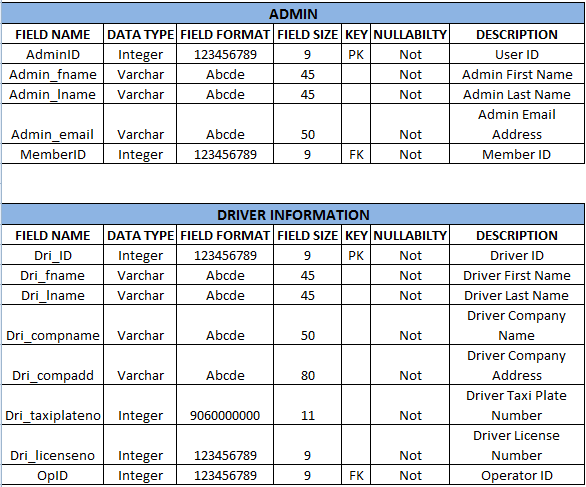 ADMIN
FIELD NAME DATA TYPE FIELD FORMAT FIELD SIZE KEY NULLABILTY DESCRIPTION
AdminID Integer 123456789 9 PK Not User ID
Admin_fname Varchar Abcde 45 Not Admin First Name
Admin_lname Varchar Abcde 45 Not Admin Last Name
Admin_email Varchar Abcde 50 Not Admin Email
Address
MemberID Integer 123456789 9 FK Not Member ID
DRIVER INFORMATION
FIELD NAME DATA TYPE FIELD FORMAT FIELD SIZE KEY NULLABILTY DESCRIPTION
Dri_ID Integer 123456789 9 PK Not Driver ID
Dri_fname Varchar Abcde 45 Not Driver First Name
Dri_lname Varchar Abcde 45 Not Driver Last Name
Dri_compname Varchar Abcde 50 Not Driver Company
Name
Dri_compadd Varchar Abcde 80 Not Driver Company
Address
Dri_taxiplateno Integer 9060000000 11 Not Driver Taxi Plate
Number
Dri_licenseno Integer 123456789 9 Not Driver License
Number
OpID Integer 123456789 9 FK Not Operator ID